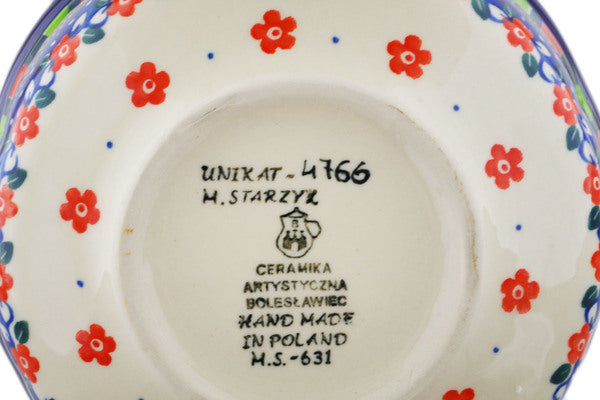 UNIKAT-4766
M. STARZYK
CERAMIKA
ARTYSTYCZNA
BOLESŁAWIEC
HAND MADE
IN POLAND
M.S.-631